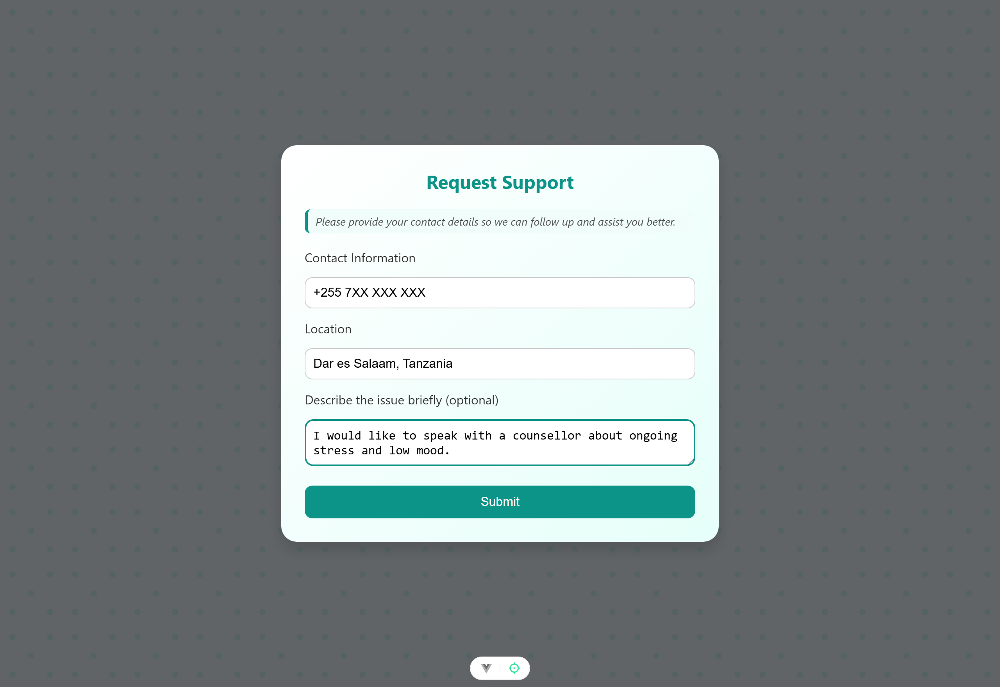 Request Support
Please provide your contact details so we can follow up and assist you better.
Contact Information
+255 7XX XXX XXX
Location
Dar es Salaam, Tanzania
Describe the issue briefly (optional)
I would like to speak with a counsellor about ongoing
stress and low mood.
Submit